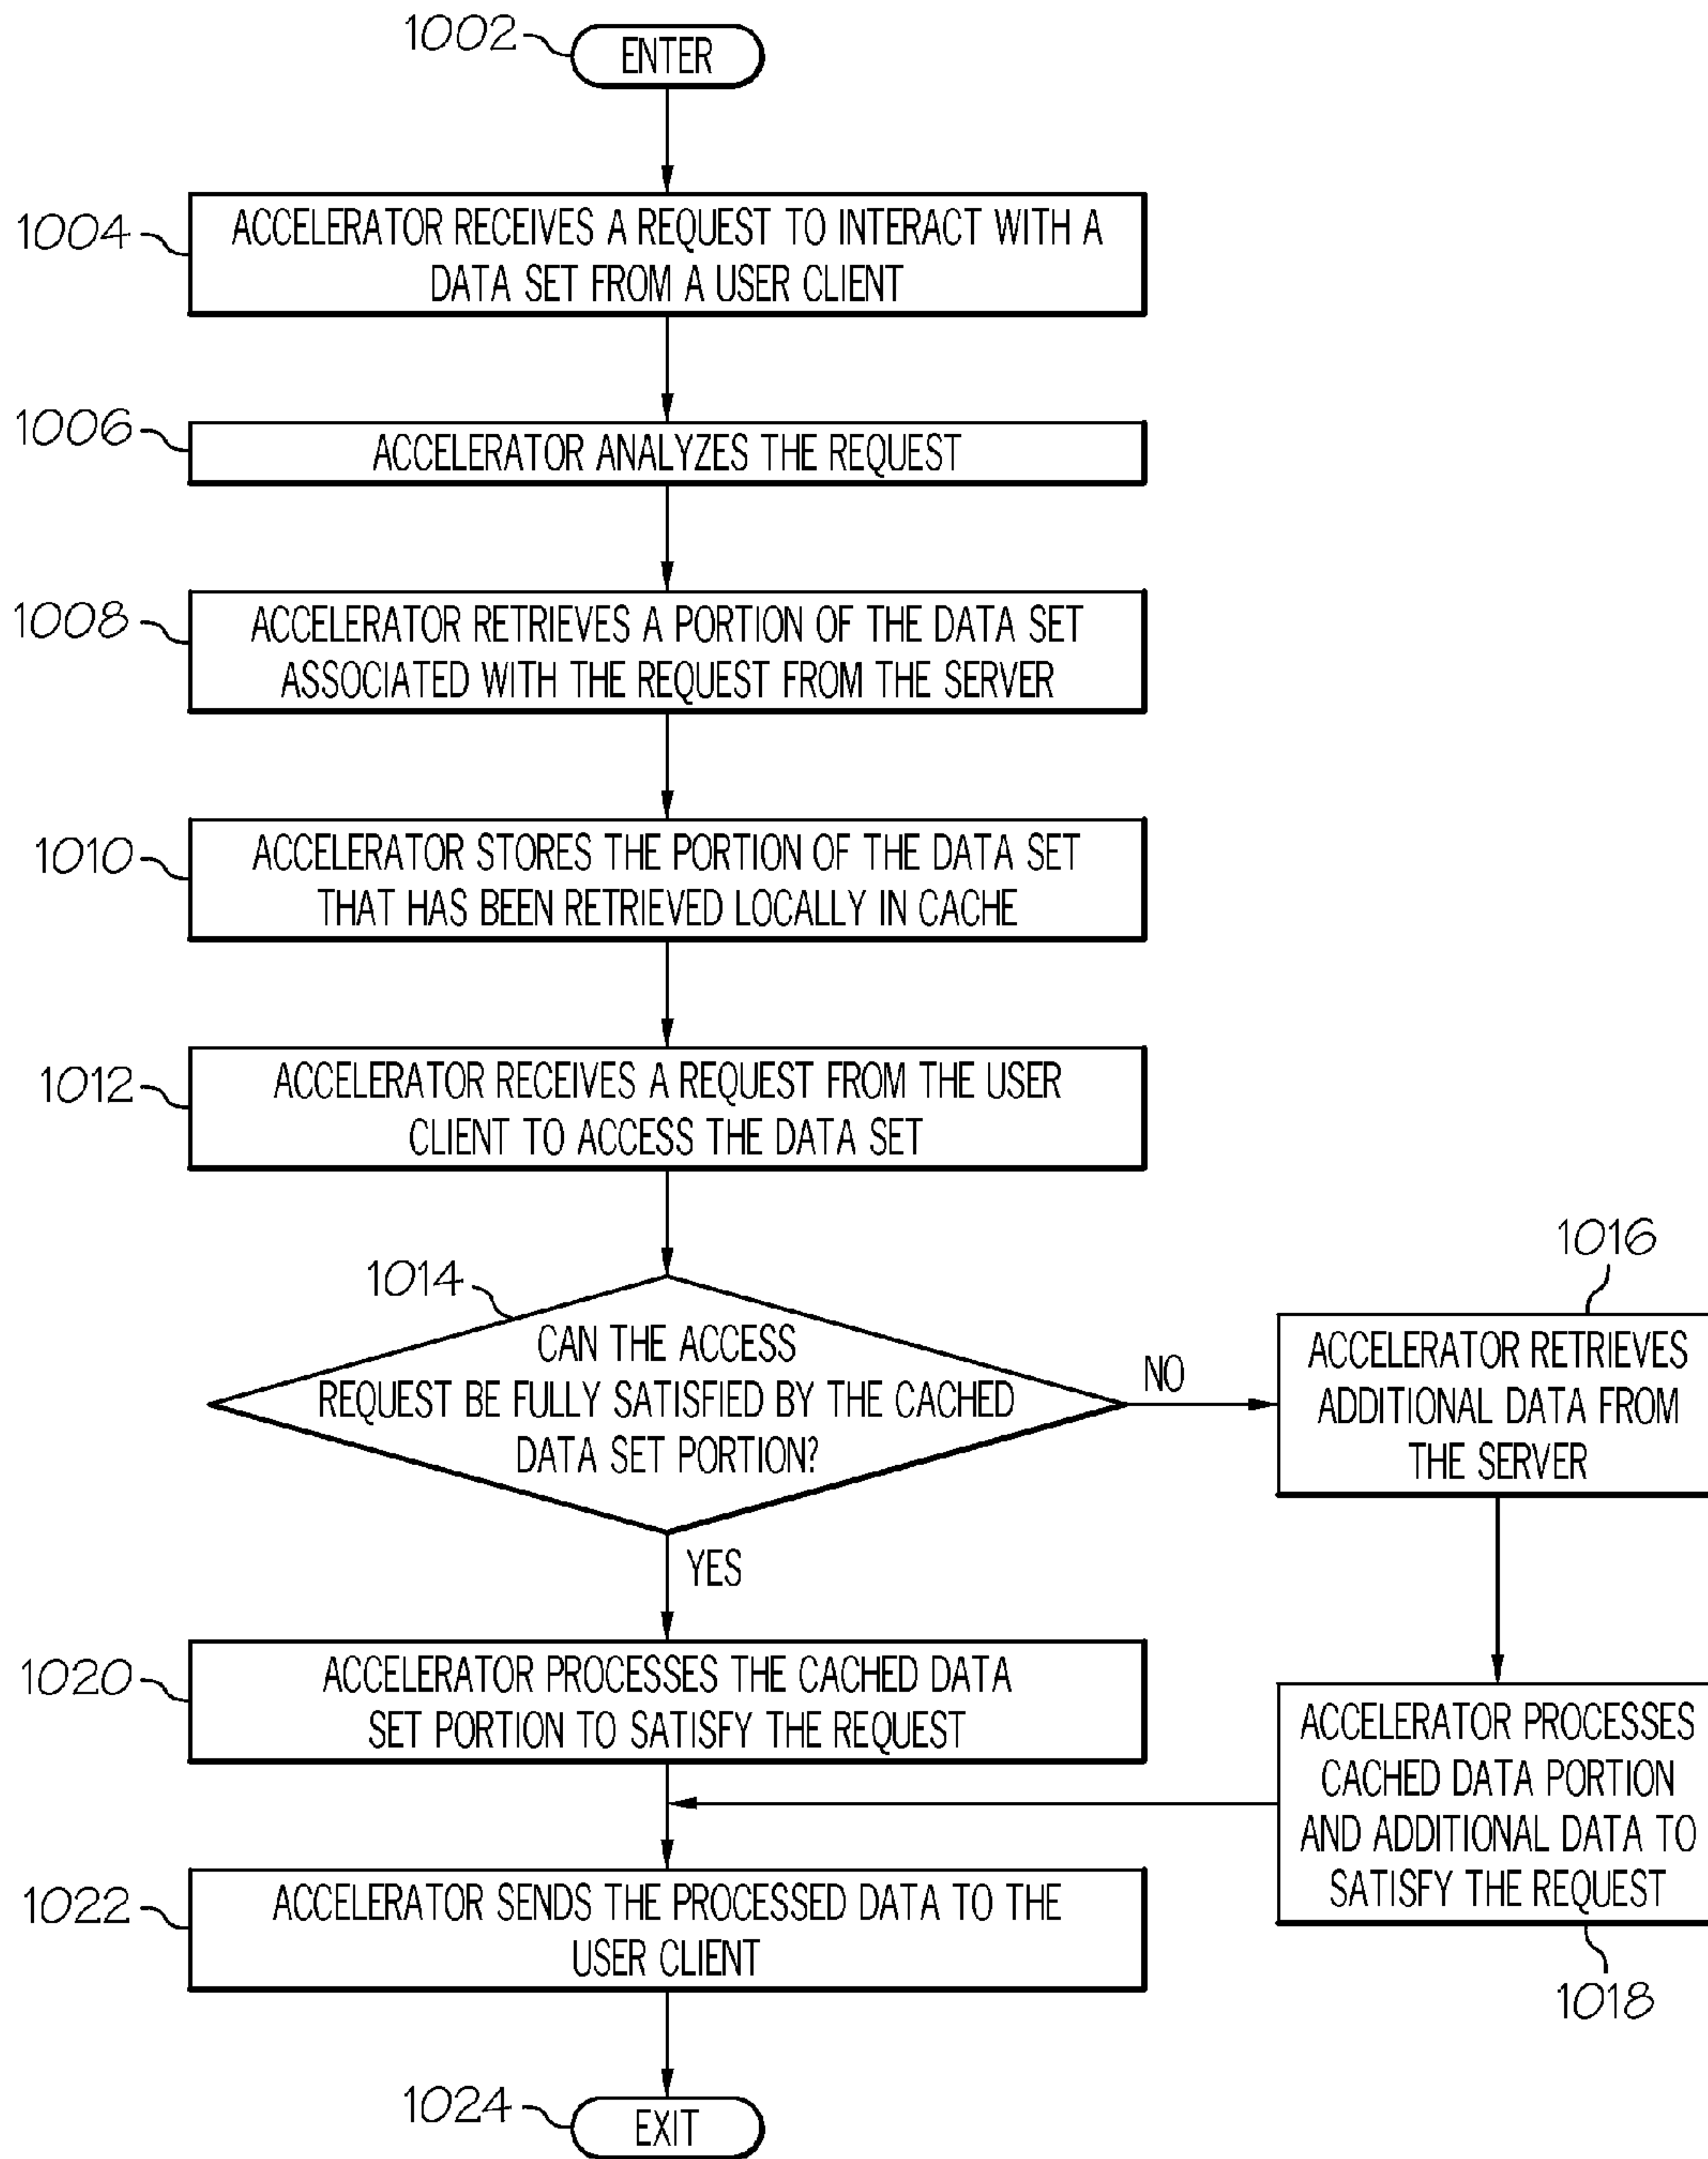 1002
ENTER
1004
ACCELERATOR RECEIVES A REQUEST TO INTERACT WITH A
DATA SET FROM A USER CLIENT
1006
ACCELERATOR ANALYZES THE REQUEST
1008
ACCELERATOR RETRIEVES A PORTION OF THE DATA SET
ASSOCIATED WITH THE REQUEST FROM THE SERVER
1010
ACCELERATOR STORES THE PORTION OF THE DATA SET
THAT HAS BEEN RETRIEVED LOCALLY IN CACHE
1012
ACCELERATOR RECEIVES A REQUEST FROM THE USER
CLIENT TO ACCESS THE DATA SET
1014
CAN THE ACCESS
REQUEST BE FULLY SATISFIED BY THE CACHED
DATA SET PORTION?
NO
1016
ACCELERATOR RETRIEVES
ADDITIONAL DATA FROM
THE SERVER
YES
1020
ACCELERATOR PROCESSES THE CACHED DATA
SET PORTION TO SATISFY THE REQUEST
ACCELERATOR PROCESSES
CACHED DATA PORTION
AND ADDITIONAL DATA TO
SATISFY THE REQUEST
1018
1022
ACCELERATOR SENDS THE PROCESSED DATA TO THE
USER CLIENT
1024
EXIT